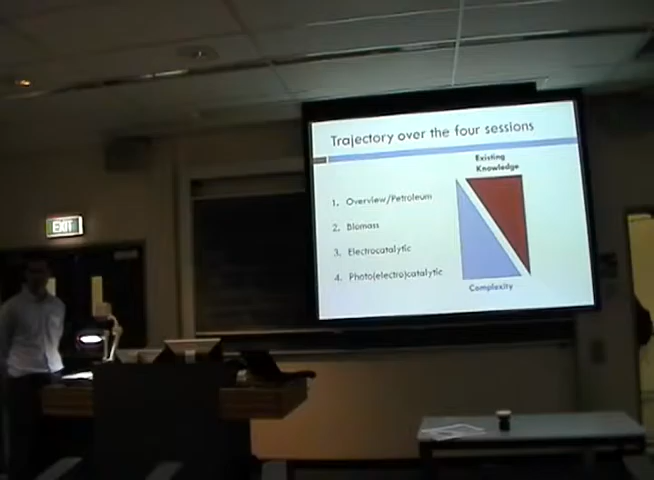 Trajectory over the four sessions
Existing
Knowledge
1. Overview/Petroleum
2. Biomass
3. Electrocatalytic
4. Photo(electro)catalytic
Complexity
EXIT